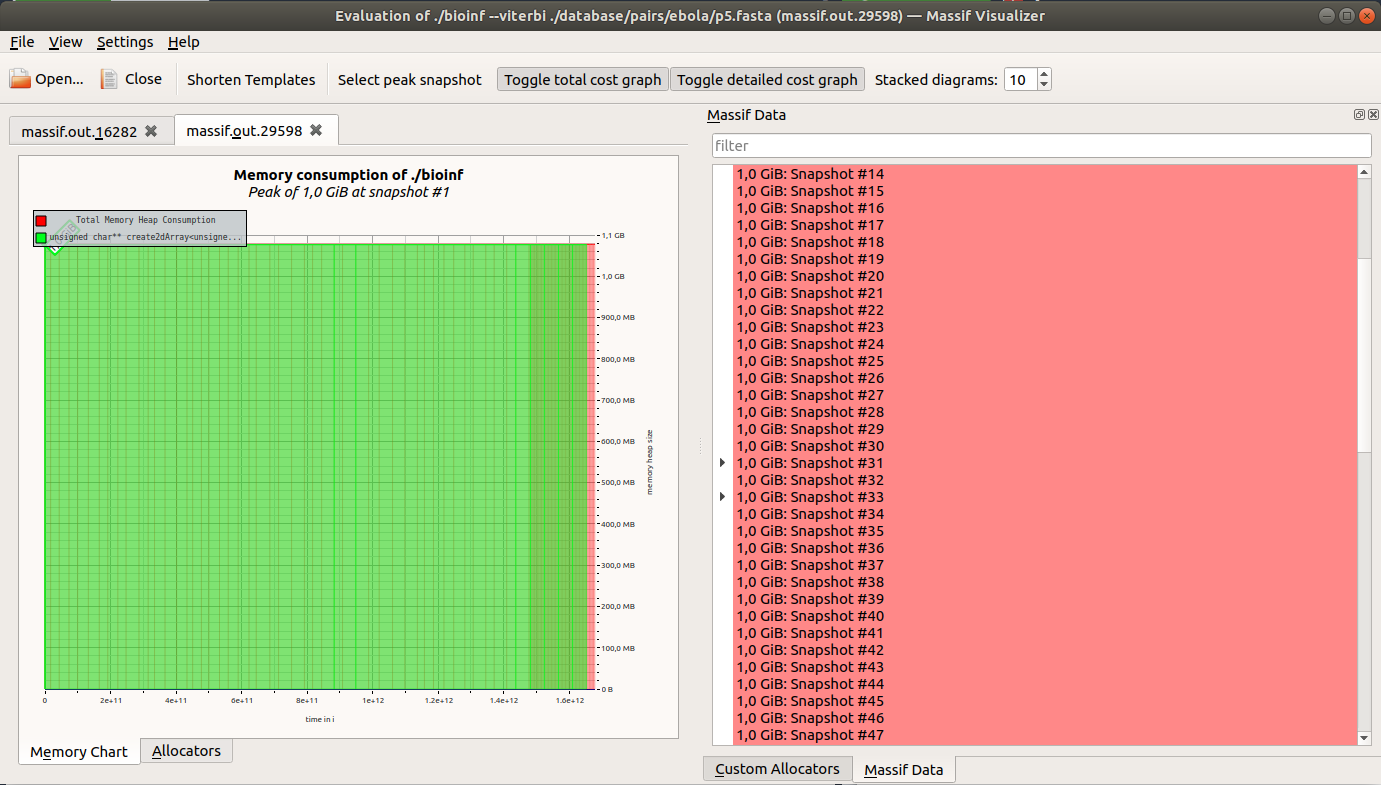 Evaluation of ./bioinf --viterbi ./database/pairs/ebola/p5.fasta (massif.out.29598) — Massif Visualizer
File View Settings Help
Open... Close Shorten Templates Select peak snapshot Toggle total cost graph Toggle detailed cost graph Stacked diagrams: 10
massif.out.16282 massif.out.29598
Memory consumption of ./bioinf
Peak of 1,0 GiB at snapshot #1
Total Memory Heap Consumption
unsigned char** create2dArray<unsigne...
1,1 GB
1,0 GB
900,0 MB
800,0 MB
700,0 MB
600,0 MB
500,0 MB
400,0 MB
300,0 MB
200,0 MB
100,0 MB
0 B
memory heap size
0 2e+11 4e+11 6e+11 8e+11 1e+12 1.2e+12 1.4e+12 1.6e+12
time in i
Memory Chart Allocators
Massif Data
filter
1,0 GiB: Snapshot #14
1,0 GiB: Snapshot #15
1,0 GiB: Snapshot #16
1,0 GiB: Snapshot #17
1,0 GiB: Snapshot #18
1,0 GiB: Snapshot #19
1,0 GiB: Snapshot #20
1,0 GiB: Snapshot #21
1,0 GiB: Snapshot #22
1,0 GiB: Snapshot #23
1,0 GiB: Snapshot #24
1,0 GiB: Snapshot #25
1,0 GiB: Snapshot #26
1,0 GiB: Snapshot #27
1,0 GiB: Snapshot #28
1,0 GiB: Snapshot #29
1,0 GiB: Snapshot #30
1,0 GiB: Snapshot #31
1,0 GiB: Snapshot #32
1,0 GiB: Snapshot #33
1,0 GiB: Snapshot #34
1,0 GiB: Snapshot #35
1,0 GiB: Snapshot #36
1,0 GiB: Snapshot #37
1,0 GiB: Snapshot #38
1,0 GiB: Snapshot #39
1,0 GiB: Snapshot #40
1,0 GiB: Snapshot #41
1,0 GiB: Snapshot #42
1,0 GiB: Snapshot #43
1,0 GiB: Snapshot #44
1,0 GiB: Snapshot #45
1,0 GiB: Snapshot #46
1,0 GiB: Snapshot #47
Custom Allocators Massif Data